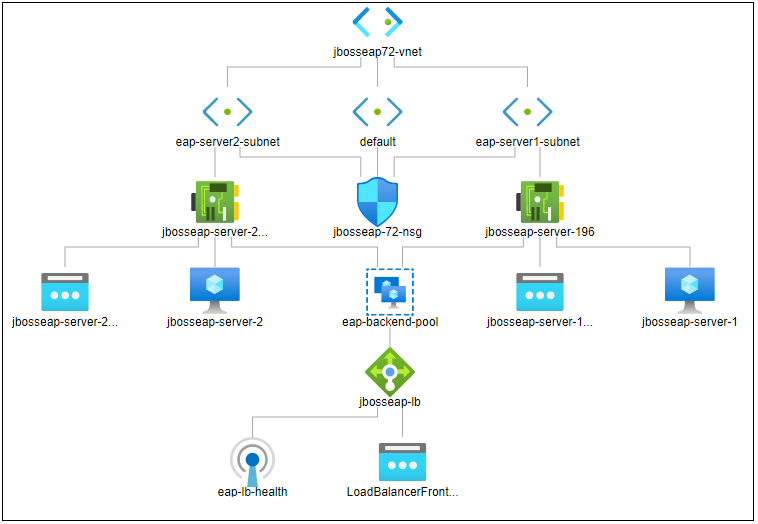 jbosseap72-vnet
eap-server2-subnet
default
eap-server1-subnet
jbosseap-server-2...
jbosseap-72-nsg
jbosseap-server-196
jbosseap-server-2...
jbosseap-server-2
eap-backend-pool
jbosseap-server-1...
jbosseap-server-1
jbosseap-lb
eap-lb-health
LoadBalancerFront...